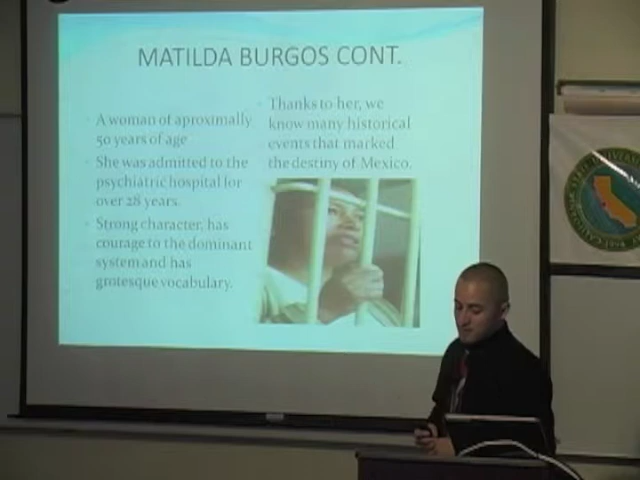 MATILDA BURGOS CONT.
A woman of aproximally
50 years of age
She was admitted to the
psychiatric hospital for
over 28 years.
Strong character, has
courage to the dominant
system and has
grotesque vocabulary.
Thanks to her, we
know many historical
events that marked
the destiny of Mexico.